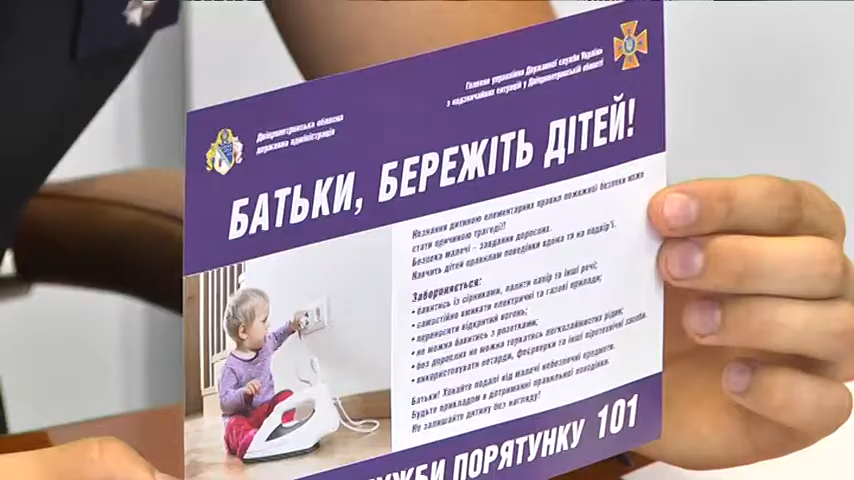 Дніпропетровська обласна
державна адміністрація
Головне управління Державної служби України
з надзвичайних ситуацій у Дніпропетровській області
БАТЬКИ, БЕРЕЖІТЬ ДІТЕЙ!
Незнання дитиною елементарних правил пожежної безпеки може
стати причиною трагедії!
Безпека малечі – завдання дорослих.
Навчить дітей правилам поведінки вдома та на подвір'ї.
Забороняється:
• бавитись із сірниками, палити папір та інші речі;
• самостійно вмикати електричні та газові прилади;
• переносити відкритий вогонь;
• не можна бавитись з розетками;
• без дорослих не можна торкатись легкозаймистих рідин;
• використовувати петарди, феєрверки та інші піротехнічні засоби.
Батьки! Ховайте подалі від малечі небезпечні предмети.
Будьте прикладом в дотриманні правильної поведінки.
Не залишайте дитину без нагляду!
ПОРЯТУНКУ 101